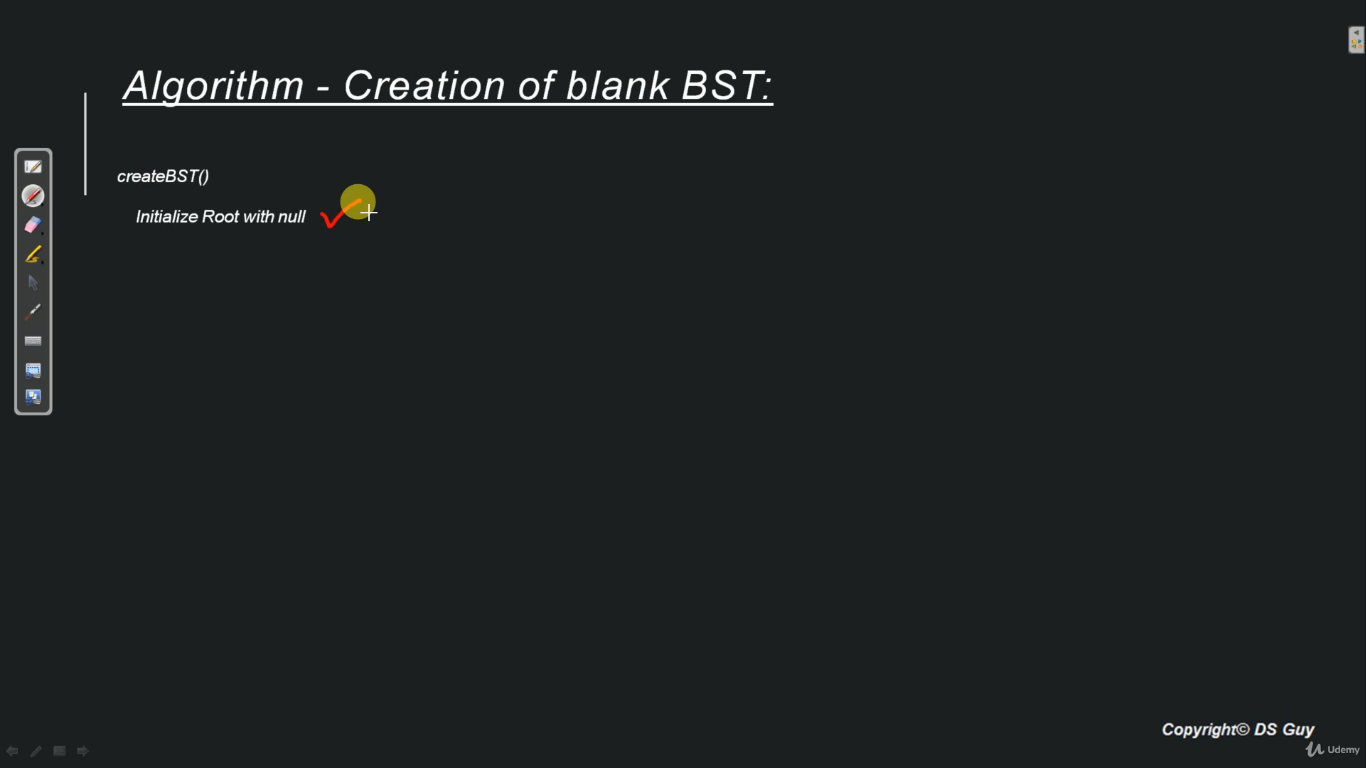 Algorithm - Creation of blank BST:
createBST()
Initialize Root with null
Copyright© DS Guy
Udemy